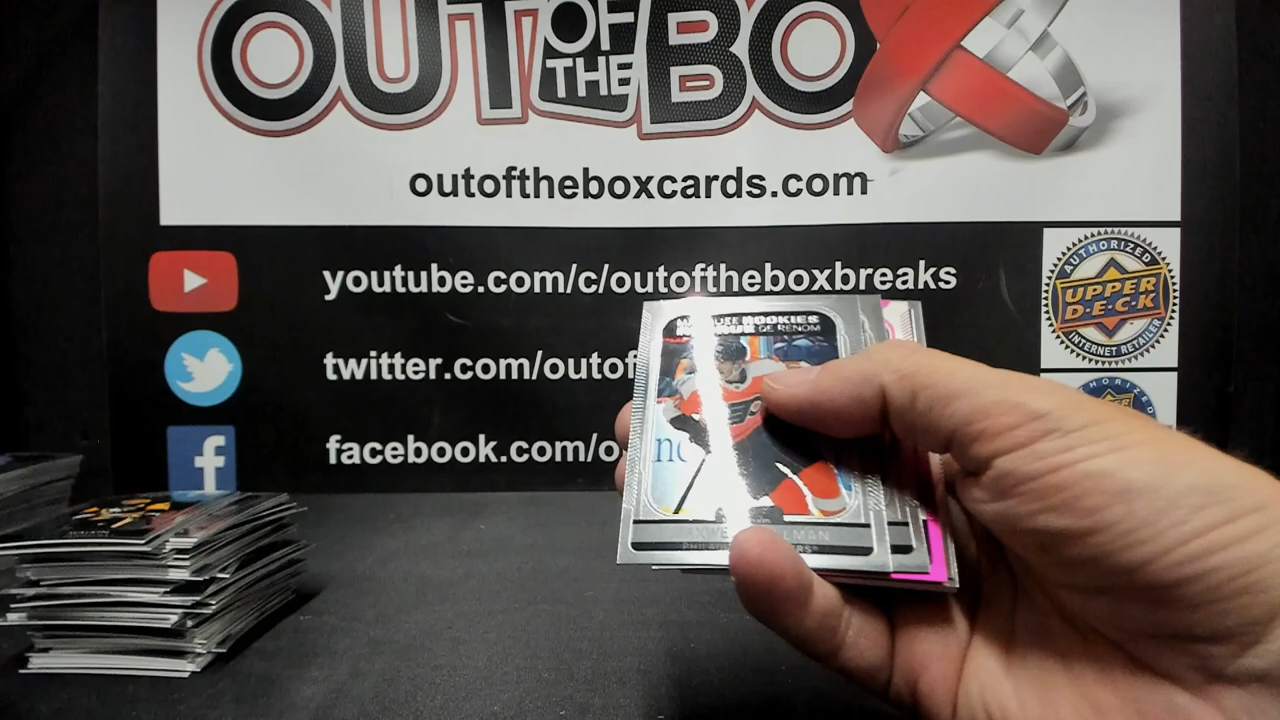 OUT OF THE BOX
outoftheboxcards.com
youtube.com/c/outoftheboxbreaks
twitter.com/outof
facebook.com/o
AUTHORIZED
UPPER
D·E·C·K
INTERNET RETAILER
ROOKIES
DE RENOM
LMAN